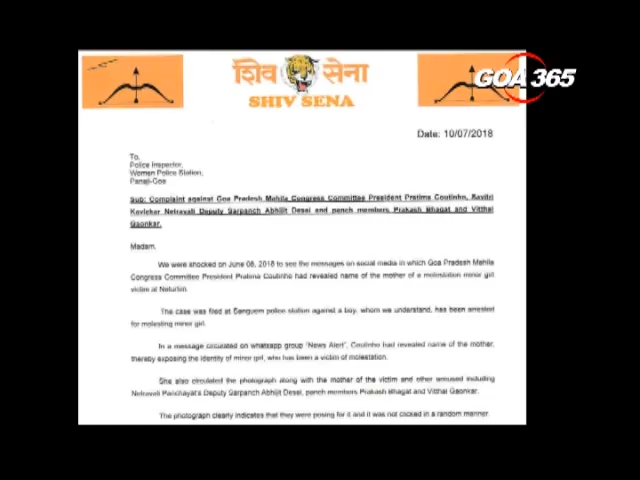 शिव सेना
SHIV SENA
GOA 365
Date: 10/07/2018
To,
Police Inspector,
Women Police Station,
Panaji-Goa
Sub: Complaint against Goa Pradesh Mahila Congress Committee President Pratima Coutinho, Savitri
Kavlekar Netravali Deputy Sarpanch Abhijit Desai and panch members Prakash Bhagat and Vitthal
Gaonkar.
Madam,
We were shocked on June 08, 2018 to see the messages on social media in which Goa Pradesh Mahila
Congress Committee President Pratima Coutinho had revealed name of the mother of a molestation minor girl
victim at
The case was filed at Sanguem police station against a boy, whom we understand, has been arrested
for molesting minor girl.
In a message circulated on whatsapp group "News Alert", Coutinho had revealed name of the mother,
thereby exposing the identity of minor girl, who has been a victim of molestation.
She also circulated the photograph along with the mother of the victim and other accused including
Netravali Panchayat's Deputy Sarpanch Abhijit Desai, panch members Prakash Bhagat and Vitthal Gaonkar.
The photograph clearly indicates that they were posing for it and it was not clicked in a random manner.